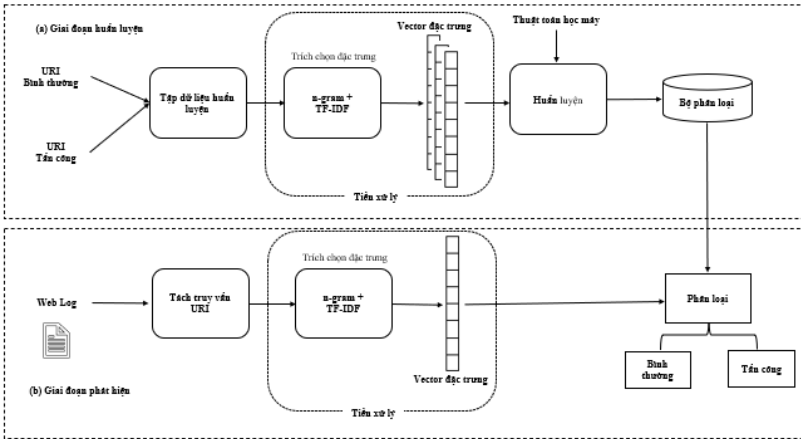 (a) Giai đoạn huấn luyện
Vector đặc trưng
Thuật toán học máy
Trích chọn đặc trưng
URI
Bình thường
Tập dữ liệu huấn
luyện
n-gram +
TF-IDF
Huấn luyện
Bộ phân loại
URI
Tấn công
Tiền xử lý
Trích chọn đặc trưng
Web Log
Tách truy vấn
URI
n-gram +
TF-IDF
Phân loại
Bình
thường
Tấn công
Vector đặc trưng
(b) Giai đoạn phát hiện
Tiền xử lý